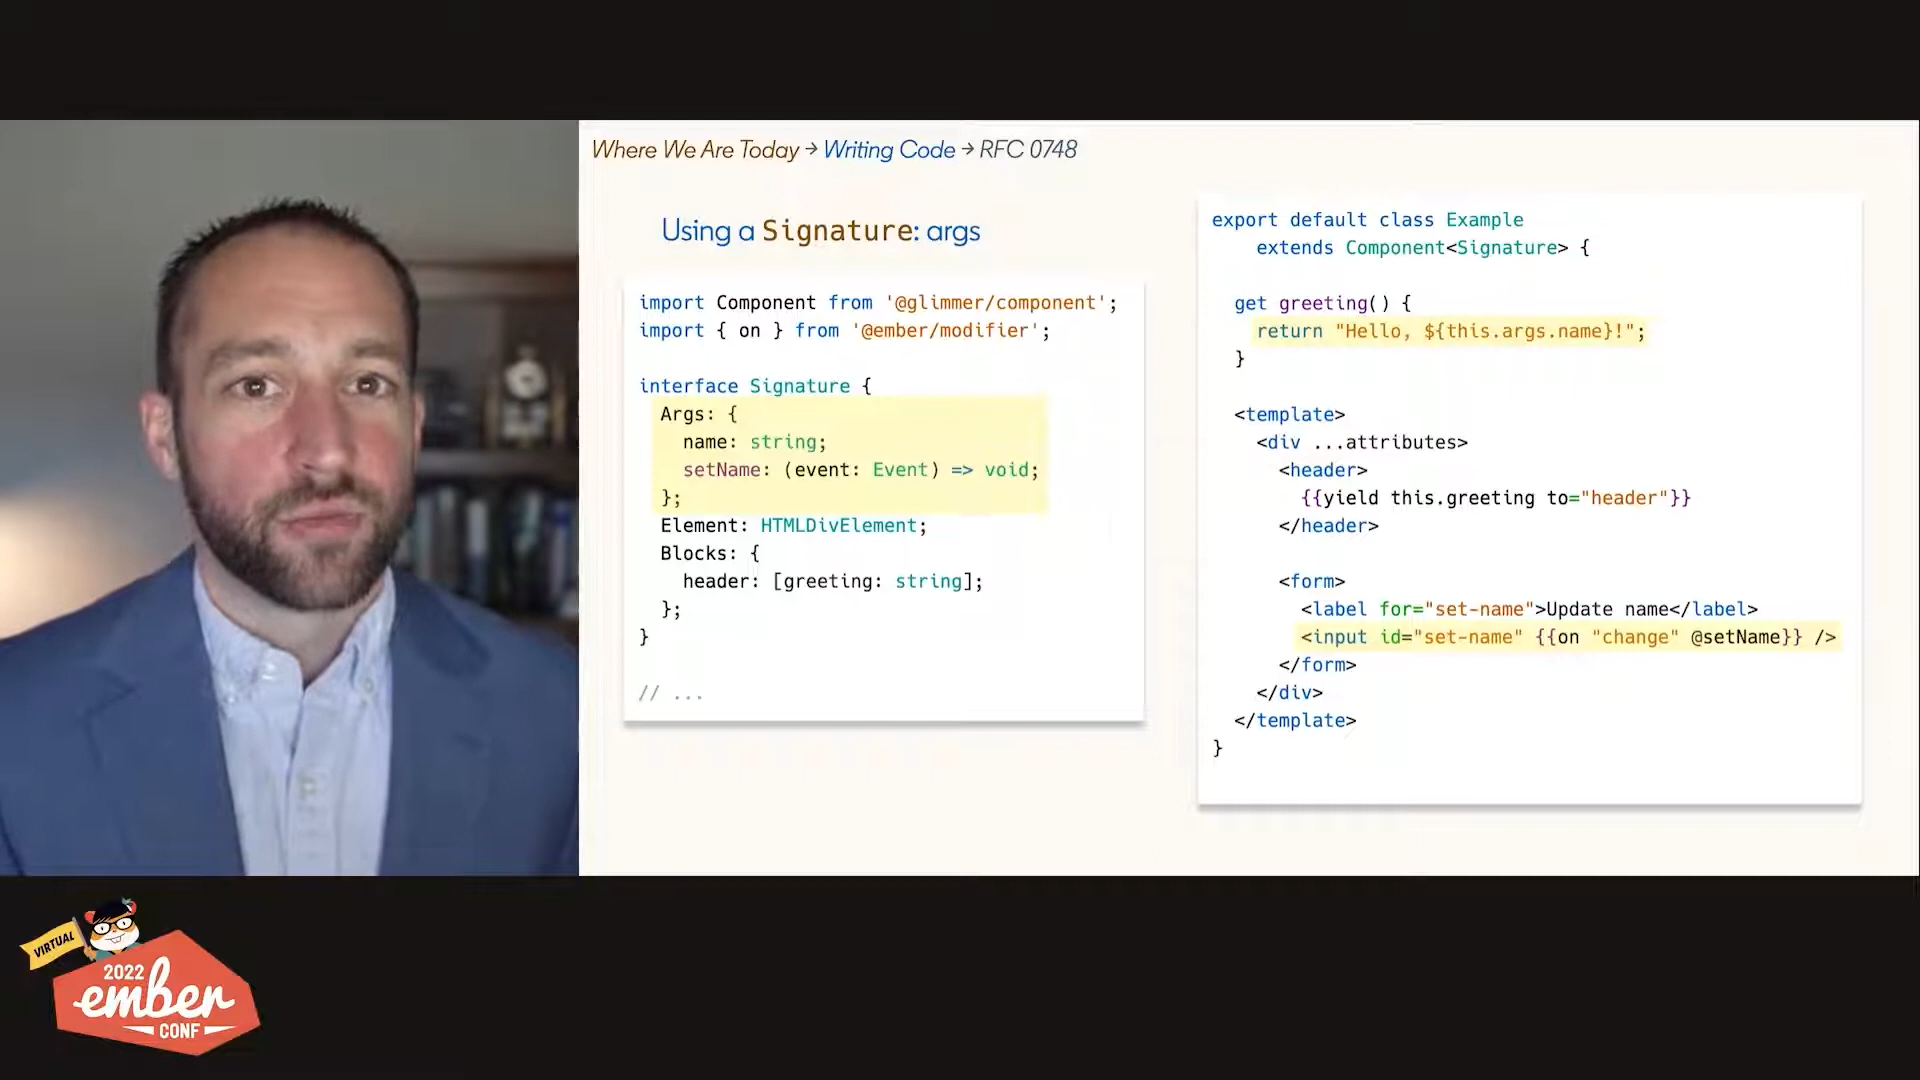 Where We Are Today → Writing Code → RFC 0748
Using a Signature: args
import Component from '@glimmer/component';
import { on } from '@ember/modifier';
interface Signature {
Args: {
name: string;
setName: (event: Event) => void;
};
Element: HTMLDivElement;
Blocks: {
header: [greeting: string];
};
}
// ...
export default class Example
extends Component<Signature> {
get greeting() {
return "Hello, ${this.args.name}!";
}
<template>
<div ...attributes>
<header>
{{yield this.greeting to="header"}}
</header>
<form>
<label for="set-name">Update name</label>
<input id="set-name" {{on "change" @setName}} />
</form>
</div>
</template>
}
VIRTUAL
2022
ember
CONF